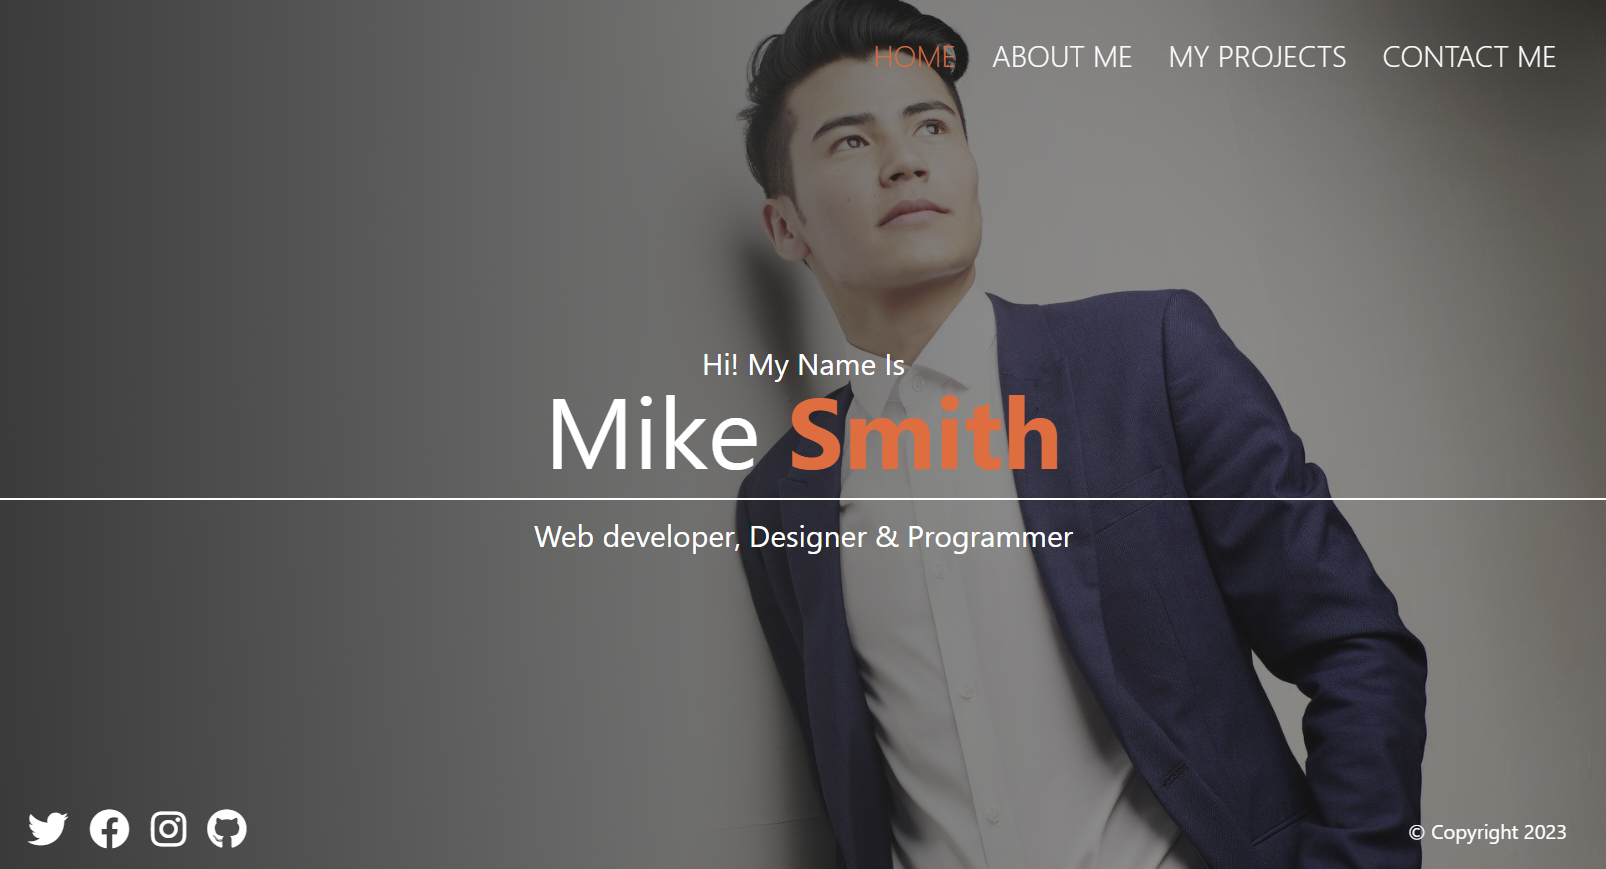 HOME ABOUT ME MY PROJECTS CONTACT ME
Hi! My Name Is
Mike Smith
Web developer, Designer & Programmer
© Copyright 2023